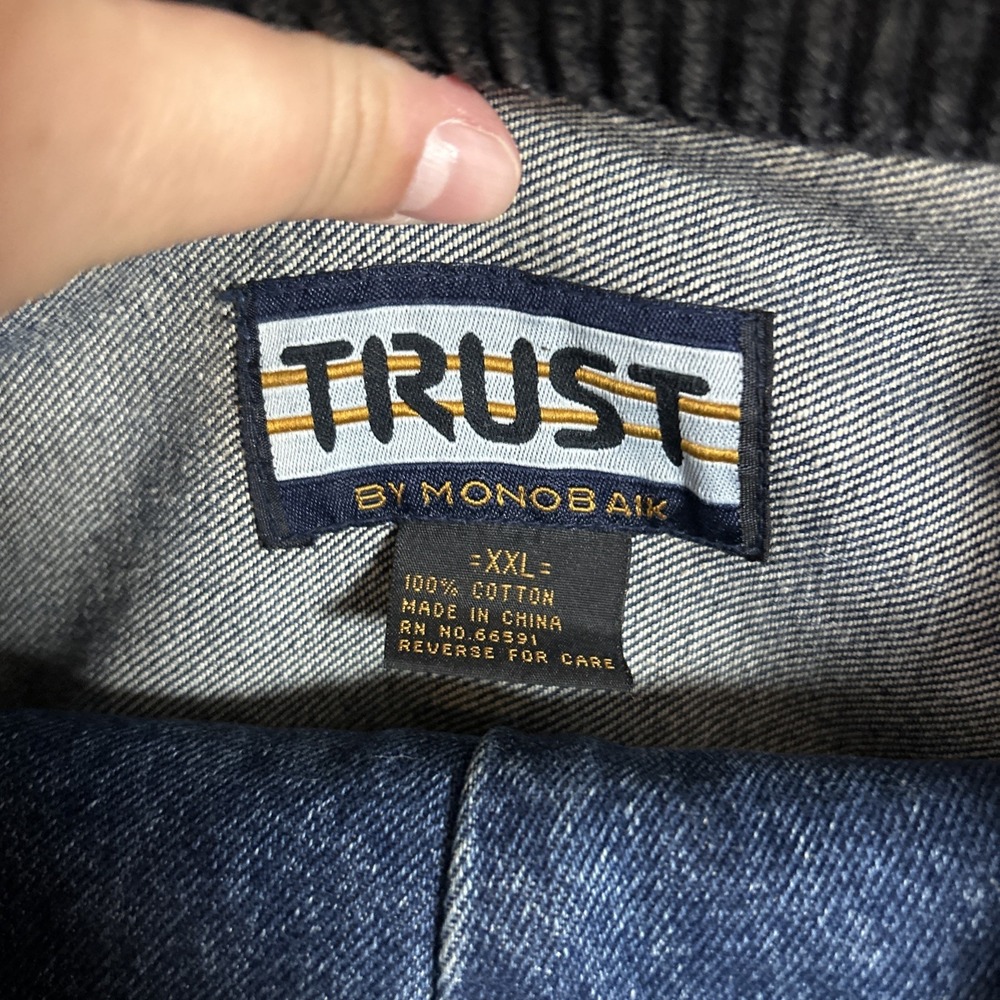 TRUST
BY MONOBAIK
=XXL=
100% COTTON
MADE IN CHINA
RN NO.66591
REVERSE FOR CARE